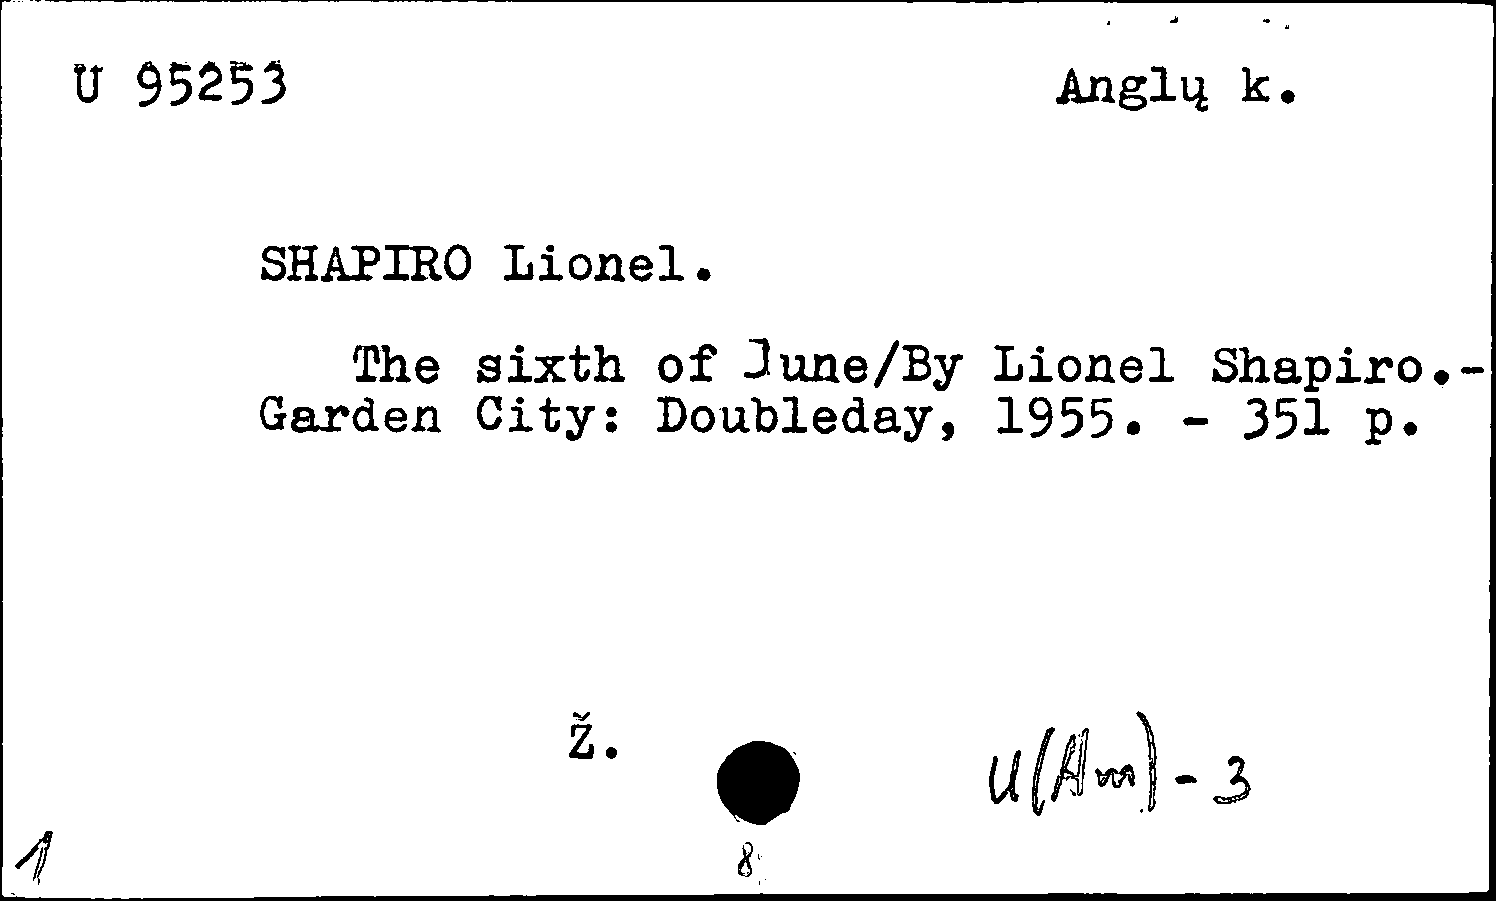 U 95253 Anglų k.
SHAPIRO Lionel.
The sixth of June/By Lionel Shapiro.-
Garden City: Doubleday, 1955. - 351 p.
Ž.
U(Am)-3
1
8